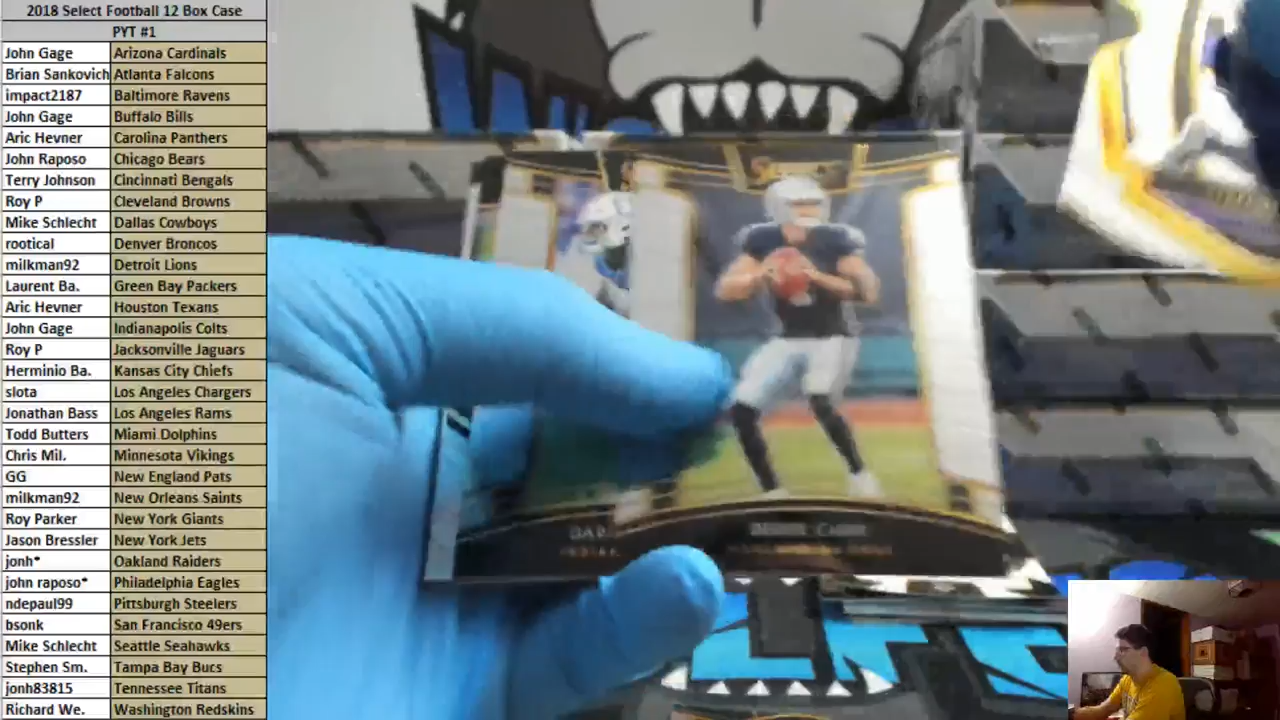 2018 Select Football 12 Box Case
PYT #1
John Gage Arizona Cardinals
Brian Sankovich Atlanta Falcons
impact2187 Baltimore Ravens
John Gage Buffalo Bills
Aric Hevner Carolina Panthers
John Raposo Chicago Bears
Terry Johnson Cincinnati Bengals
Roy P Cleveland Browns
Mike Schlecht Dallas Cowboys
rootical Denver Broncos
milkman92 Detroit Lions
Laurent Ba. Green Bay Packers
Aric Hevner Houston Texans
John Gage Indianapolis Colts
Roy P Jacksonville Jaguars
Herminio Ba. Kansas City Chiefs
slota Los Angeles Chargers
Jonathan Bass Los Angeles Rams
Todd Butters Miami Dolphins
Chris Mil. Minnesota Vikings
GG New England Pats
milkman92 New Orleans Saints
Roy Parker New York Giants
Jason Bressler New York Jets
jonh* Oakland Raiders
john raposo* Philadelphia Eagles
ndepaul99 Pittsburgh Steelers
bsonk San Francisco 49ers
Mike Schlecht Seattle Seahawks
Stephen Sm. Tampa Bay Bucs
jonh83815 Tennessee Titans
Richard We. Washington Redskins